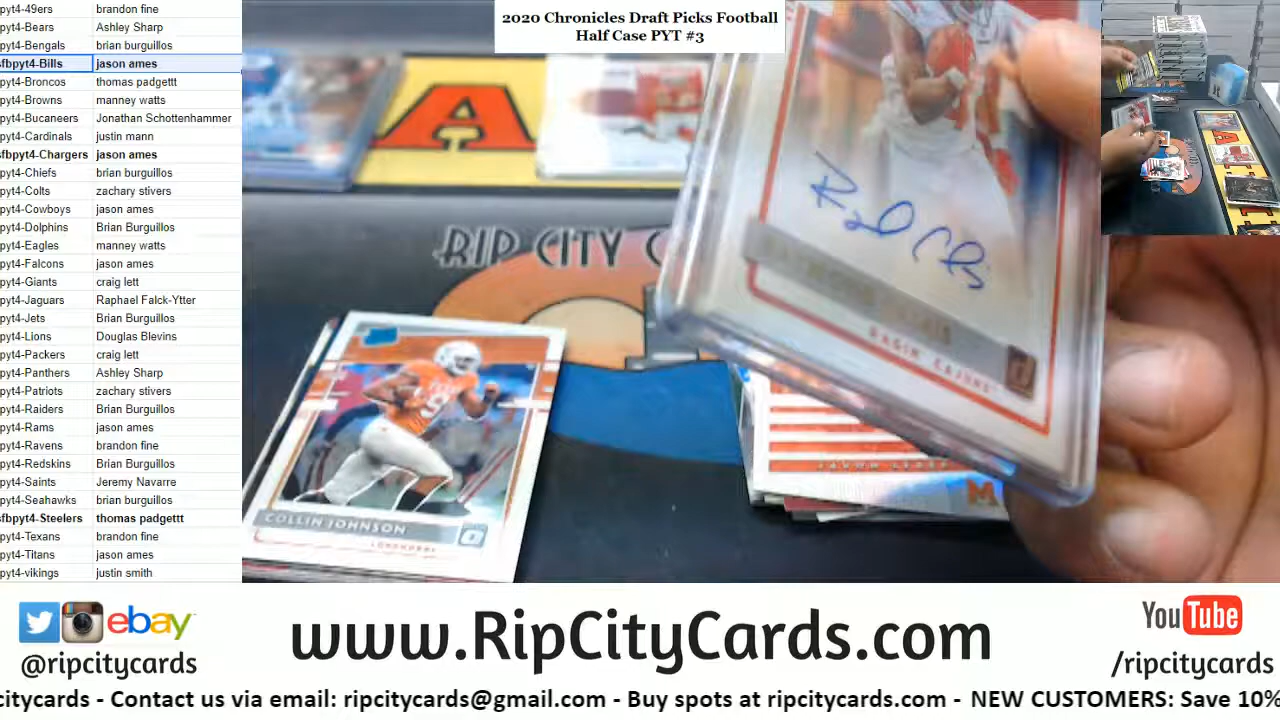 2020 Chronicles Draft Picks Football
Half Case PYT #3
pyt4-49ers brandon fine
pyt4-Bears Ashley Sharp
pyt4-Bengals brian burguillos
sfbpyt4-Bills jason ames
pyt4-Broncos thomas padgettt
pyt4-Browns manney watts
pyt4-Bucaneers Jonathan Schottenhammer
pyt4-Cardinals justin mann
sfbpyt4-Chargers jason ames
pyt4-Chiefs brian burguillos
pyt4-Colts zachary stivers
pyt4-Cowboys jason ames
pyt4-Dolphins Brian Burguillos
pyt4-Eagles manney watts
pyt4-Falcons jason ames
pyt4-Giants craig lett
pyt4-Jaguars Raphael Falck-Ytter
pyt4-Jets Brian Burguillos
pyt4-Lions Douglas Blevins
pyt4-Packers craig lett
pyt4-Panthers Ashley Sharp
pyt4-Patriots zachary stivers
pyt4-Raiders Brian Burguillos
pyt4-Rams jason ames
pyt4-Ravens brandon fine
pyt4-Redskins Brian Burguillos
pyt4-Saints Jeremy Navarre
pyt4-Seahawks brian burguillos
sfbpyt4-Steelers thomas padgettt
pyt4-Texans brandon fine
pyt4-Titans jason ames
pyt4-vikings justin smith
A
RIP CITY C
RAGIN' CAJUNS
TEXAS
9
COLLIN JOHNSON
LONGHORNS
M
ebay
@ripcitycards
www.RipCityCards.com
YouTube
/ripcitycards
citycards - Contact us via email: ripcitycards@gmail.com - Buy spots at ripcitycards.com - NEW CUSTOMERS: Save 10%